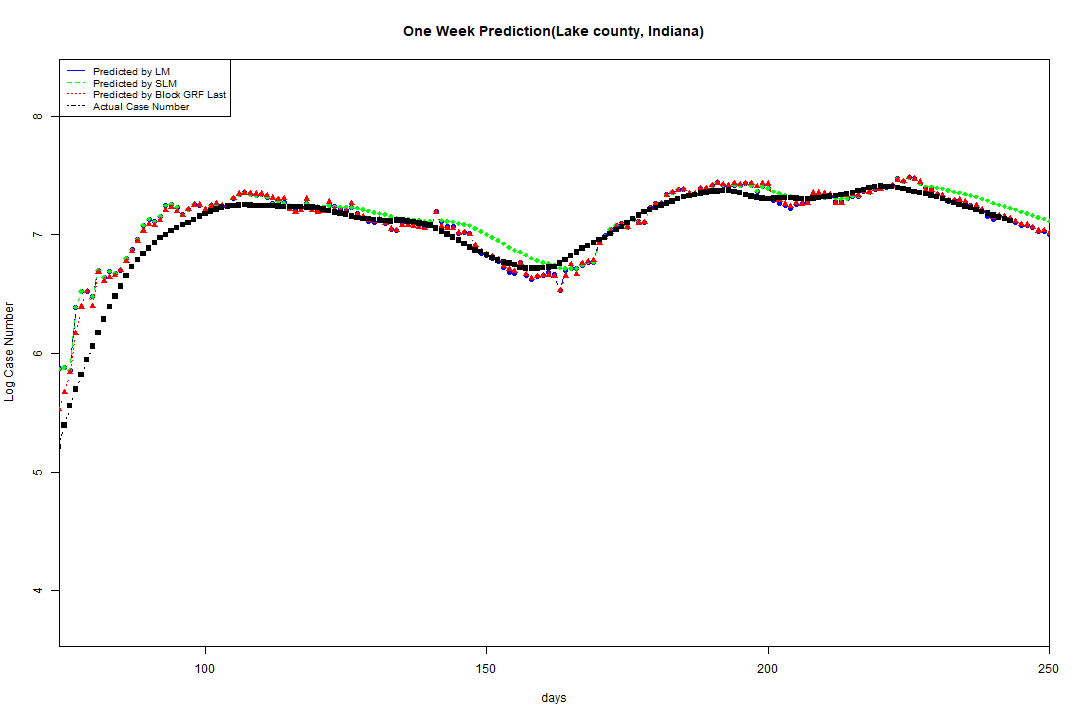 One Week Prediction(Lake county, Indiana)
Predicted by LM
Predicted by SLM
Predicted by Block GRF Last
Actual Case Number
8
7
6
5
4
Log Case Number
100
150
200
250
days